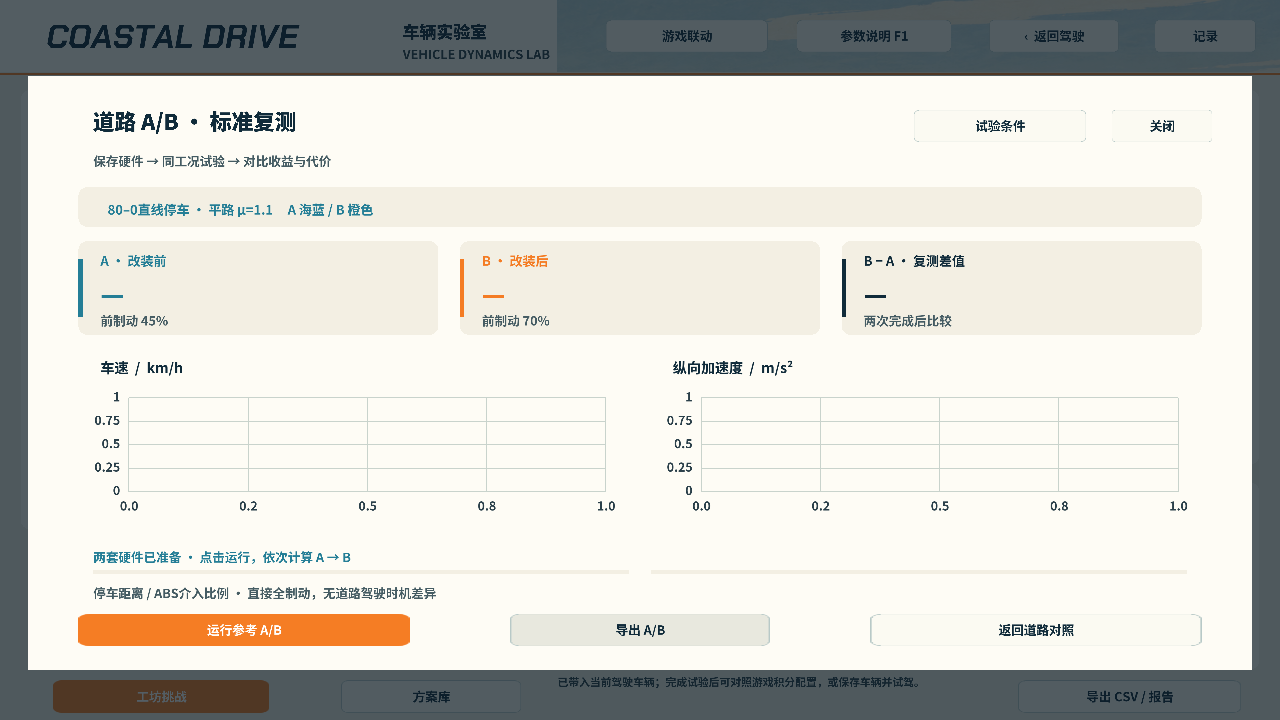 COASTAL DRIVE
车辆实验室
VEHICLE DYNAMICS LAB
游戏联动
参数说明 F1
‹ 返回驾驶
记录
道路 A/B · 标准复测
试验条件
关闭
保存硬件 → 同工况试验 → 对比收益与代价
80–0直线停车 · 平路 μ=1.1 A 海蓝 / B 橙色
A · 改装前
—
前制动 45%
B · 改装后
—
前制动 70%
B − A · 复测差值
—
两次完成后比较
车速 / km/h
1
0.75
0.5
0.25
0
0.0 0.2 0.5 0.8 1.0
纵向加速度 / m/s²
1
0.75
0.5
0.25
0
0.0 0.2 0.5 0.8 1.0
两套硬件已准备 · 点击运行，依次计算 A → B
停车距离 / ABS介入比例 · 直接全制动，无道路驾驶时机差异
运行参考 A/B
导出 A/B
返回道路对照
工坊挑战
方案库
已带入当前驾驶车辆；完成试验后可对照游戏积分配置，或保存车辆并试驾。
导出 CSV / 报告